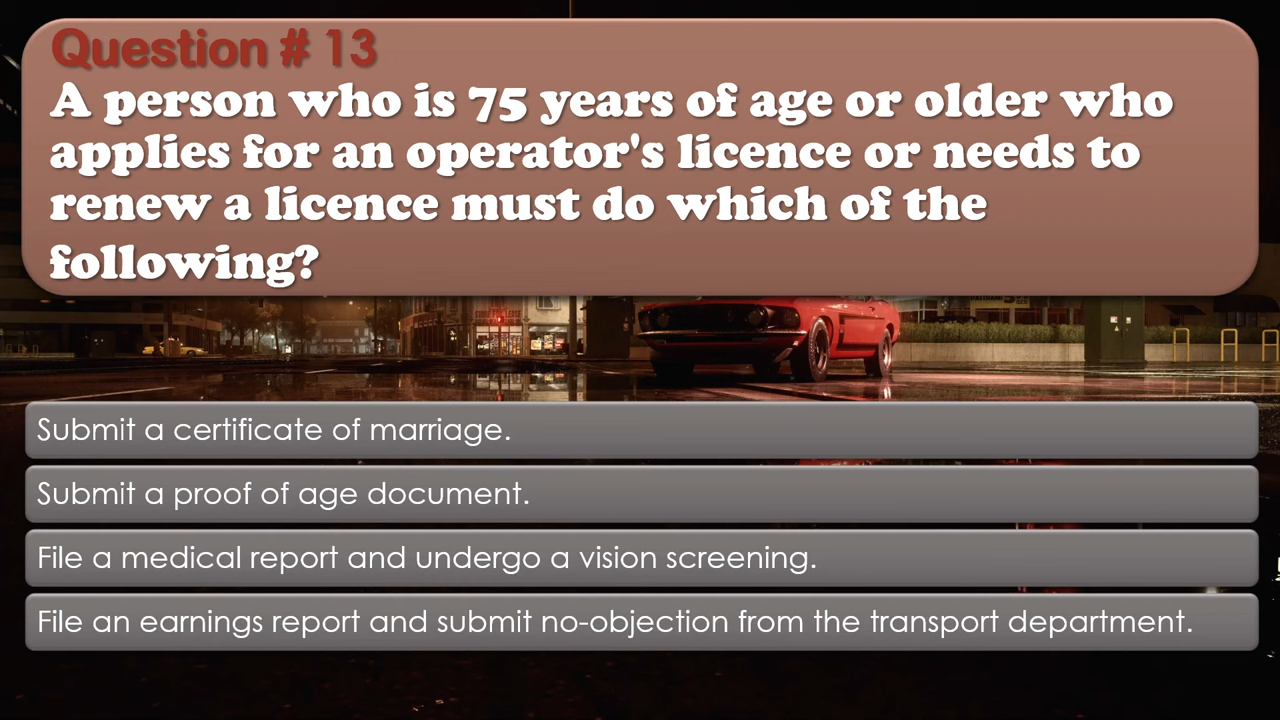 Question # 13
A person who is 75 years of age or older who
applies for an operator's licence or needs to
renew a licence must do which of the
following?
Submit a certificate of marriage.
Submit a proof of age document.
File a medical report and undergo a vision screening.
File an earnings report and submit no-objection from the transport department.